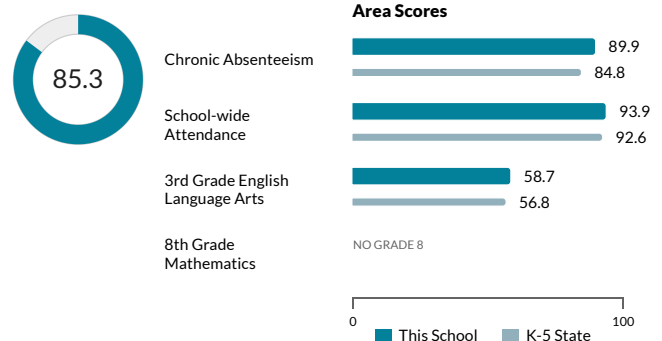 Area Scores
85.3
Chronic Absenteeism
89.9
84.8
School-wide
Attendance
93.9
92.6
3rd Grade English
Language Arts
58.7
56.8
8th Grade
Mathematics
NO GRADE 8
0
100
This School
K-5 State